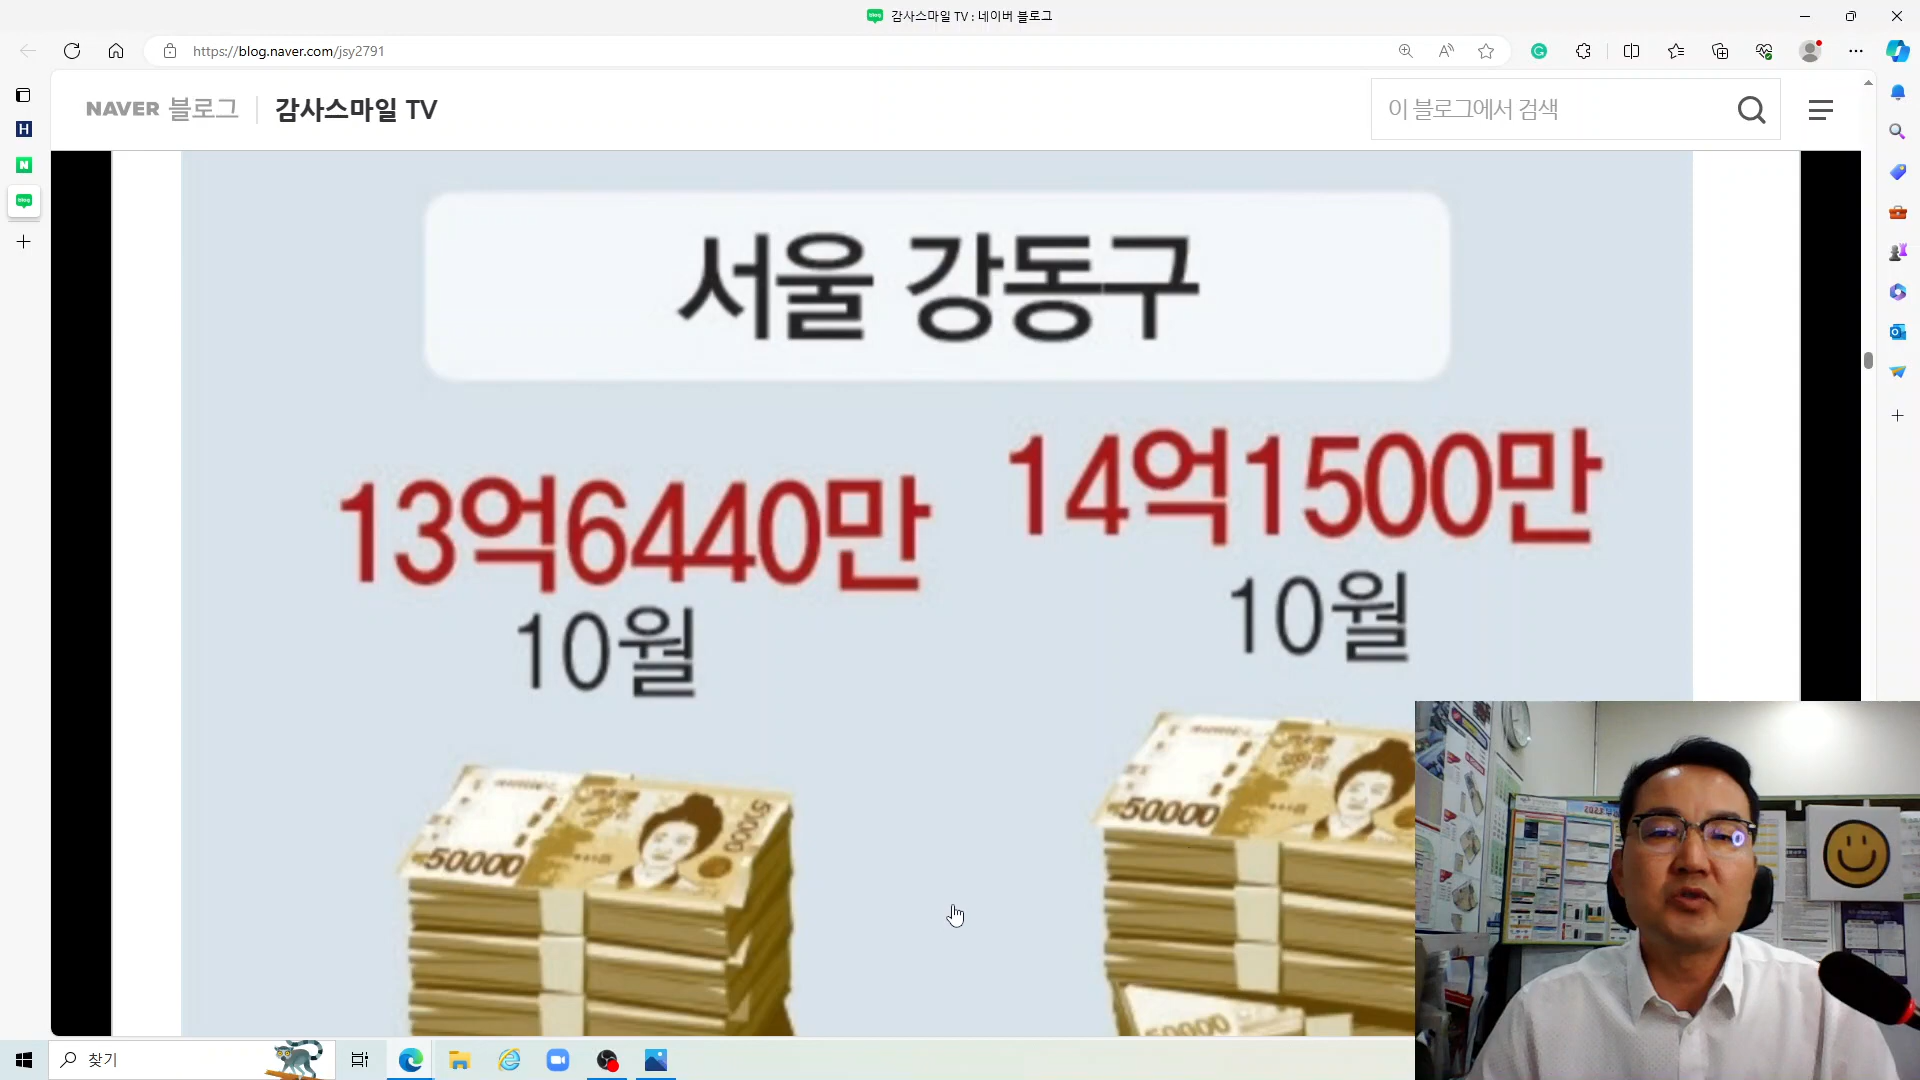 감사스마일 TV : 네이버 블로그
https://blog.naver.com/jsy2791
NAVER 블로그 감사스마일 TV
이 블로그에서 검색
서울 강동구
14억1500만
13억6440만
10월
10월
50000
50000
50000
50000
찾기